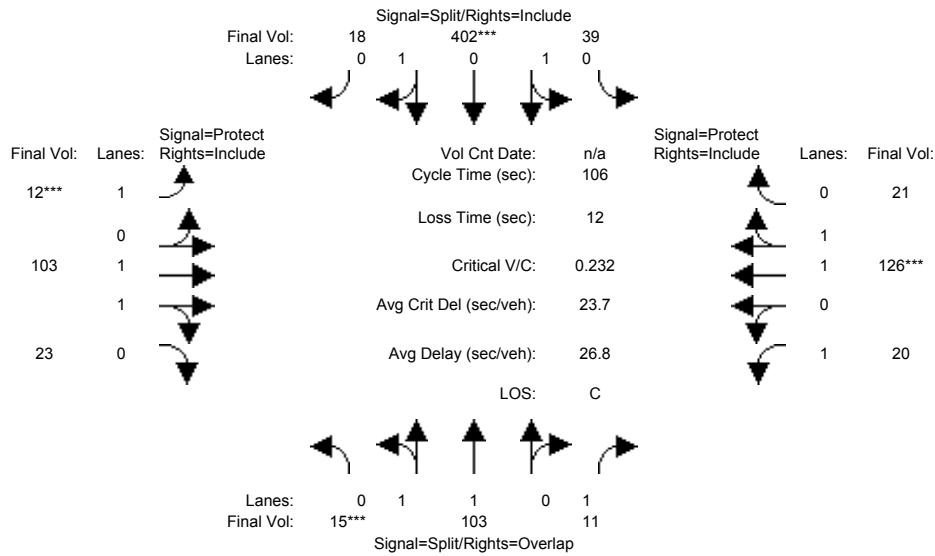 Signal=Split/Rights=Include
Final Vol: 18 402*** 39
Lanes: 0 1 0 1 0
Signal=Protect Signal=Protect
Final Vol: Lanes: Rights=Include Vol Cnt Date: n/a Rights=Include Lanes: Final Vol:
Cycle Time (sec): 106
12*** 1 0 21
Loss Time (sec): 12
0 1
103 1 Critical V/C: 0.232 1 126***
1 Avg Crit Del (sec/veh): 23.7 0
23 0 Avg Delay (sec/veh): 26.8 1 20
LOS: C
Lanes: 0 1 1 0 1
Final Vol: 15*** 103 11
Signal=Split/Rights=Overlap